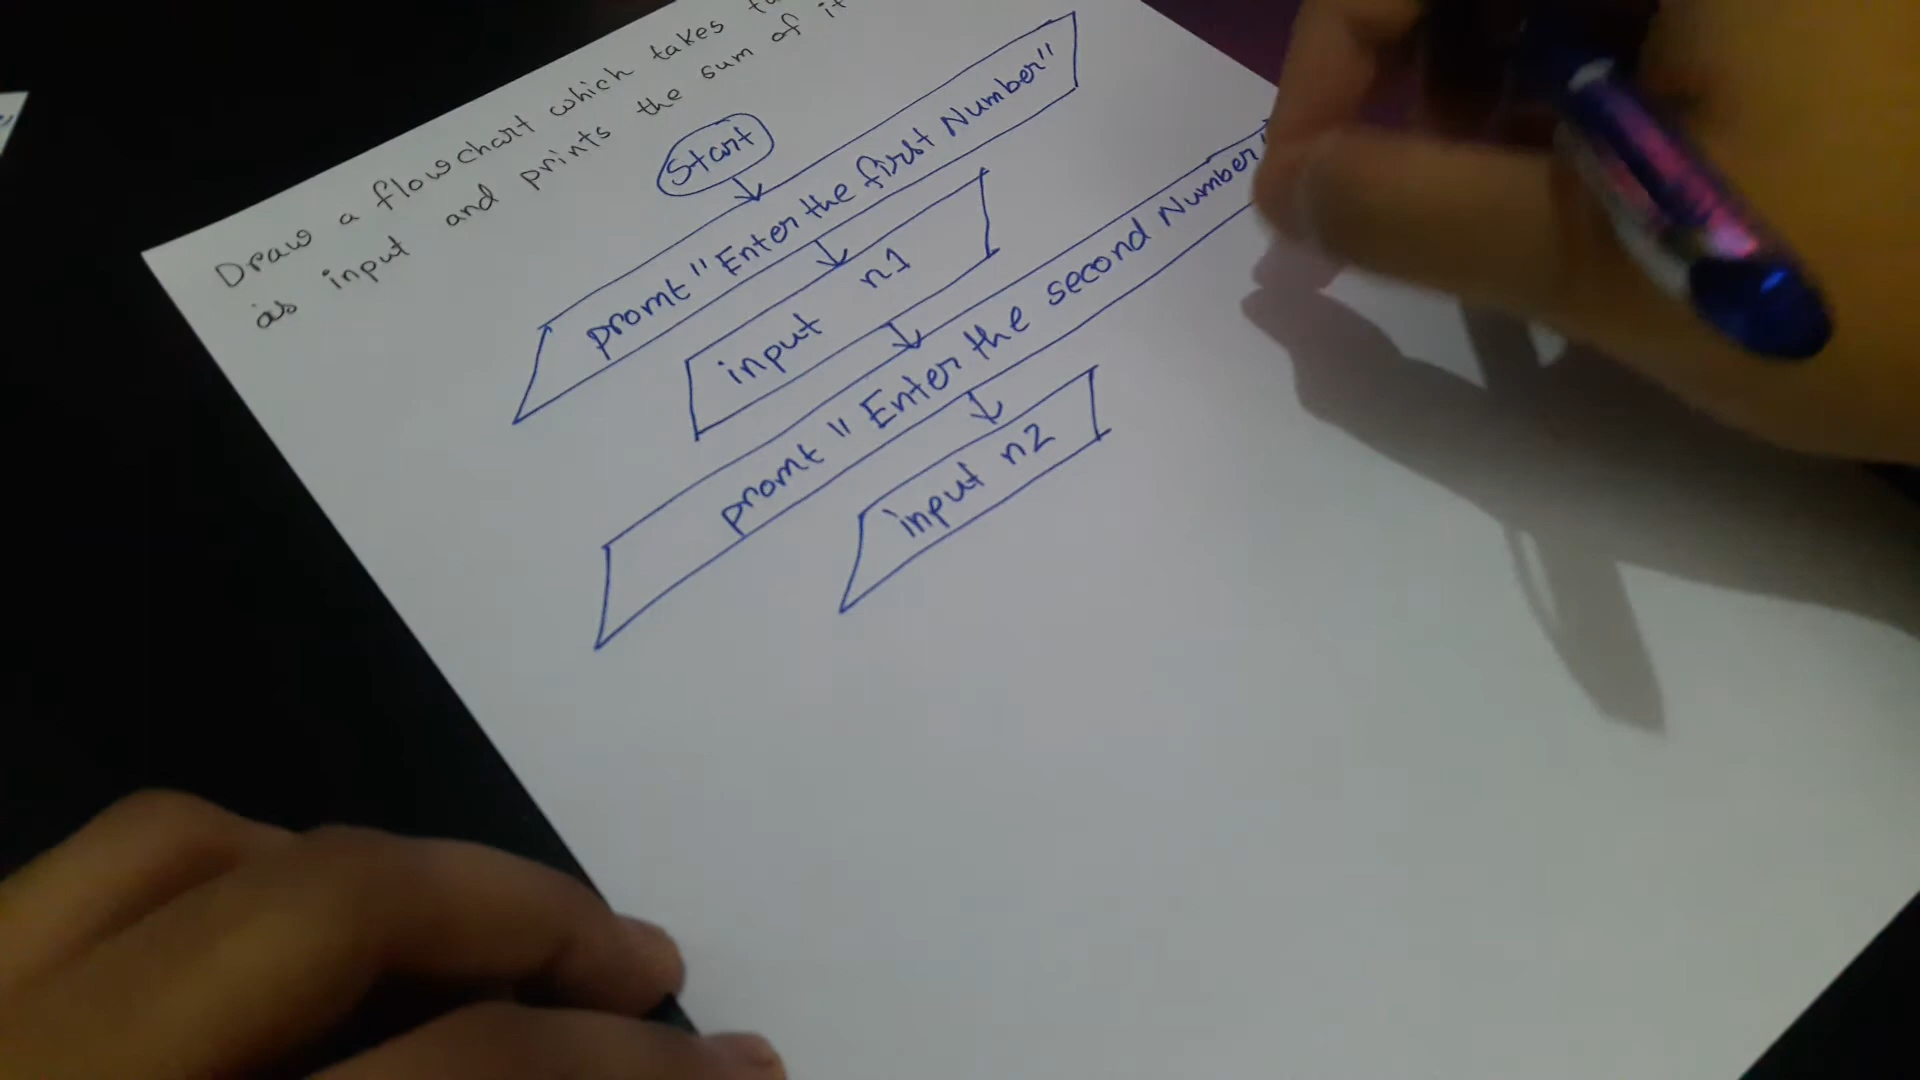 Draw a flowchart which takes
as input and prints the sum of it
Start
promt "Enter the first Number"
input n1
promt "Enter the second Number"
input n2